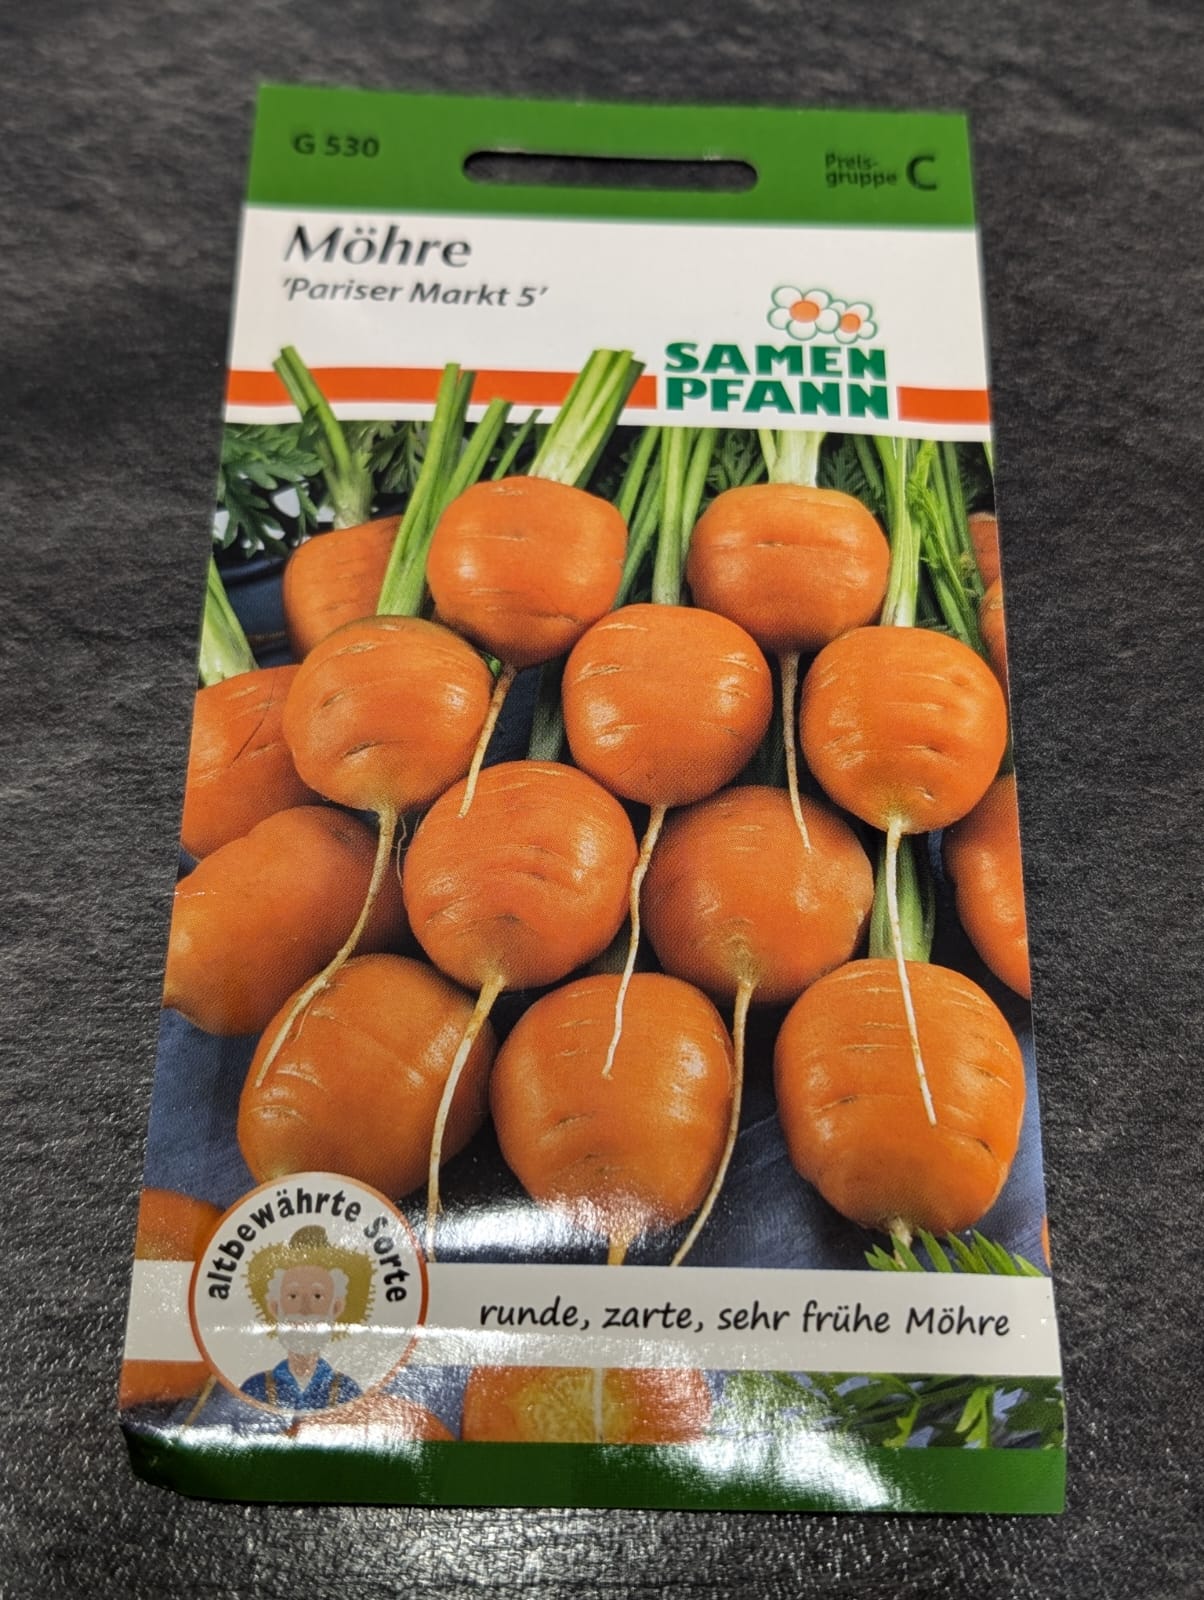 G 530
Preis-
gruppe C
Möhre
'Pariser Markt 5'
SAMEN
PFANN
altbewährte Sorte
runde, zarte, sehr frühe Möhre